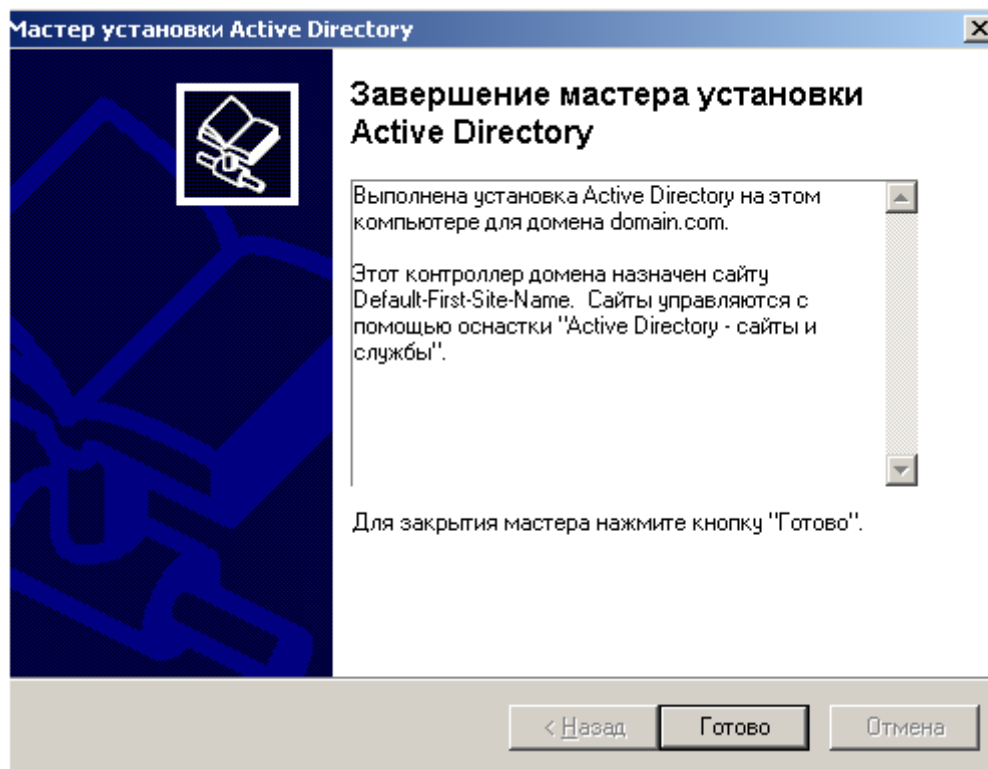 Мастер установки Active Directory
Завершение мастера установки
Active Directory
Выполнена установка Active Directory на этом
компьютере для домена domain.com.
Этот контроллер домена назначен сайту
Default-First-Site-Name.  Сайты управляются с
помощью оснастки "Active Directory - сайты и
службы".
Для закрытия мастера нажмите кнопку "Готово".
< Назад
Готово
Отмена